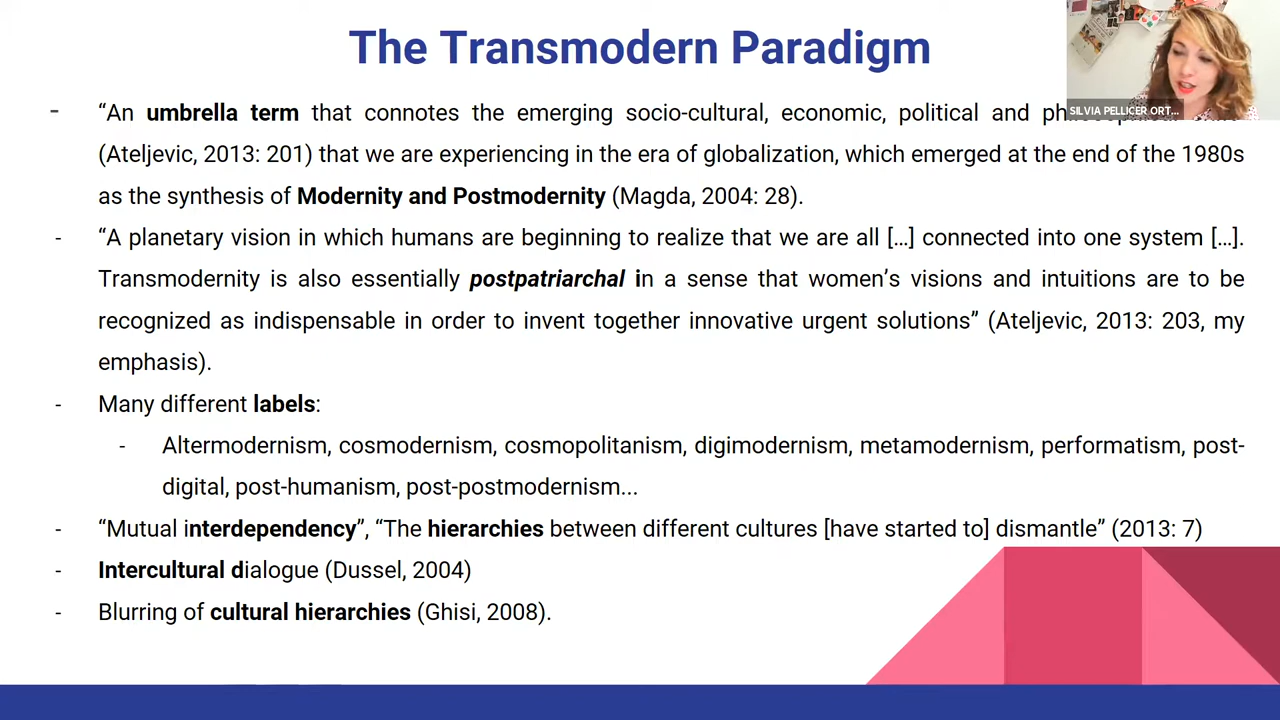 The Transmodern Paradigm
SILVIA PELLICER ORT...
- “An umbrella term that connotes the emerging socio-cultural, economic, political and
(Ateljevic, 2013: 201) that we are experiencing in the era of globalization, which emerged at the end of the 1980s
as the synthesis of Modernity and Postmodernity (Magda, 2004: 28).
- “A planetary vision in which humans are beginning to realize that we are all [...] connected into one system [...].
Transmodernity is also essentially postpatriarchal in a sense that women’s visions and intuitions are to be
recognized as indispensable in order to invent together innovative urgent solutions” (Ateljevic, 2013: 203, my
emphasis).
- Many different labels:
- Altermodernism, cosmodernism, cosmopolitanism, digimodernism, metamodernism, performatism, post-
digital, post-humanism, post-postmodernism...
- “Mutual interdependency”, “The hierarchies between different cultures [have started to] dismantle” (2013: 7)
- Intercultural dialogue (Dussel, 2004)
- Blurring of cultural hierarchies (Ghisi, 2008).